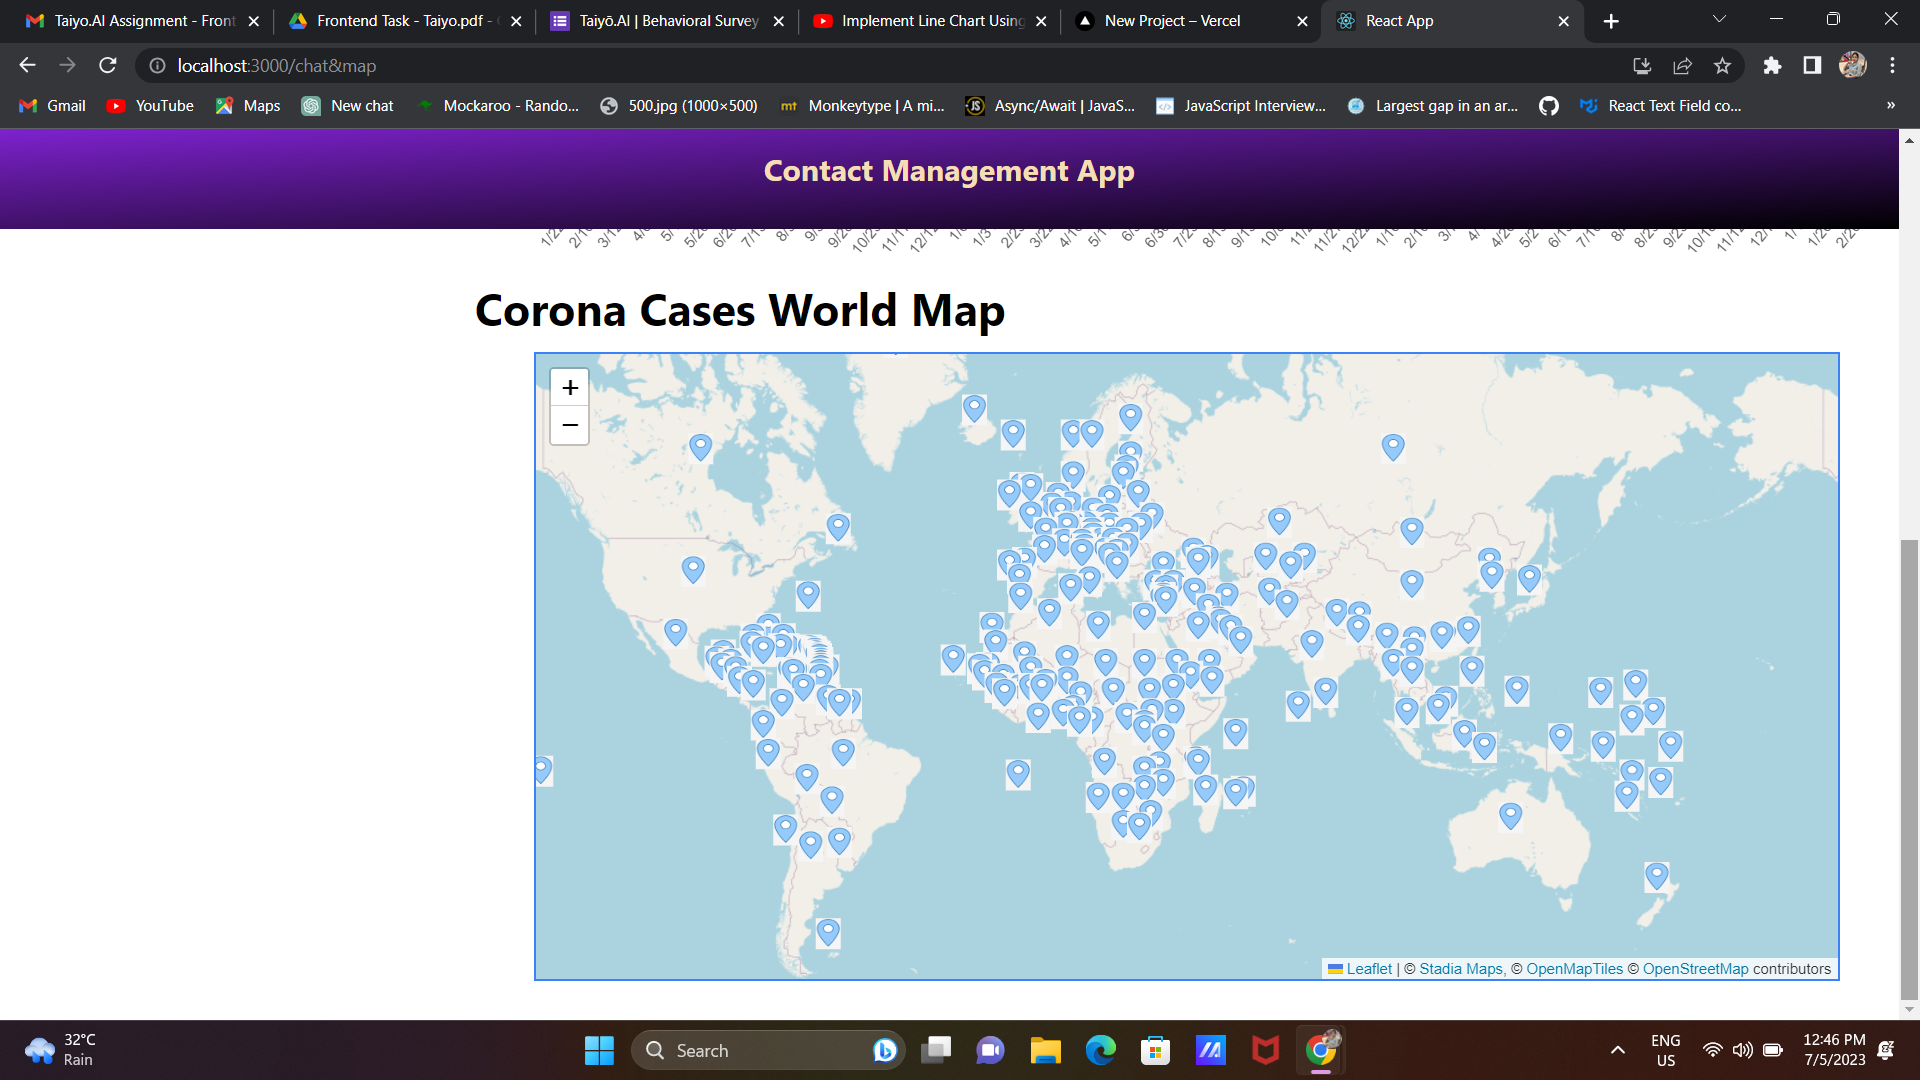 Taiyo.AI Assignment - Front
Frontend Task - Taiyo.pdf -
Taiyō.AI | Behavioral Survey
Implement Line Chart Using
New Project – Vercel
React App
localhost:3000/chat&map
Gmail
YouTube
Maps
New chat
Mockaroo - Rando...
500.jpg (1000×500)
mt
Monkeytype | A mi...
JS
Async/Await | JavaS...
JavaScript Interview...
Largest gap in an ar...
React Text Field co...
»
Contact Management App
Corona Cases World Map
+
−
Leaflet | © Stadia Maps, © OpenMapTiles © OpenStreetMap contributors
32°C
Rain
Search
ENG
US
12:46 PM
7/5/2023